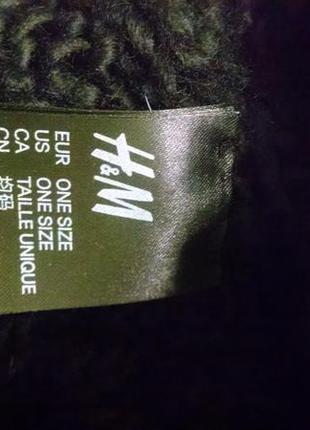 H&M
EUR ONE SIZE
US ONE SIZE
CA TAILLE UNIQUE
CN 均码